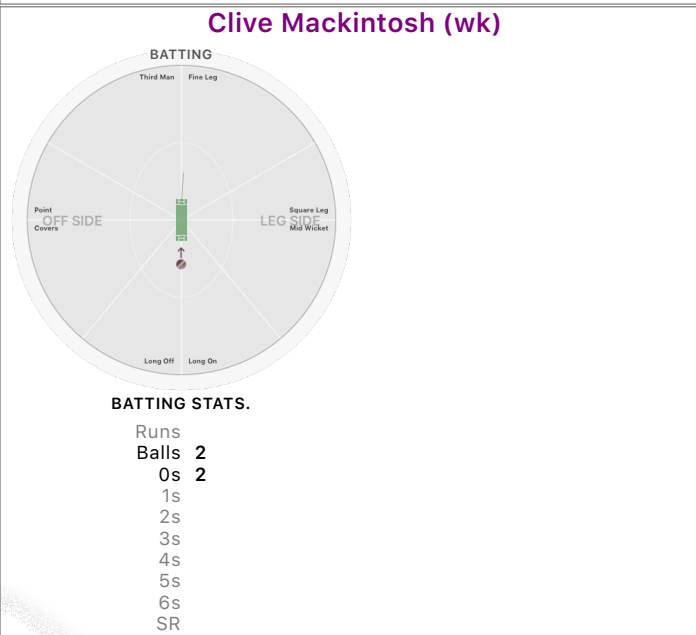 Clive Mackintosh (wk)
BATTING
Third Man Fine Leg
Point Square Leg
OFF SIDE LEG SIDE
Covers Mid Wicket
Long Off Long On
BATTING STATS.
Runs
Balls 2
0s 2
1s
2s
3s
4s
5s
6s
SR